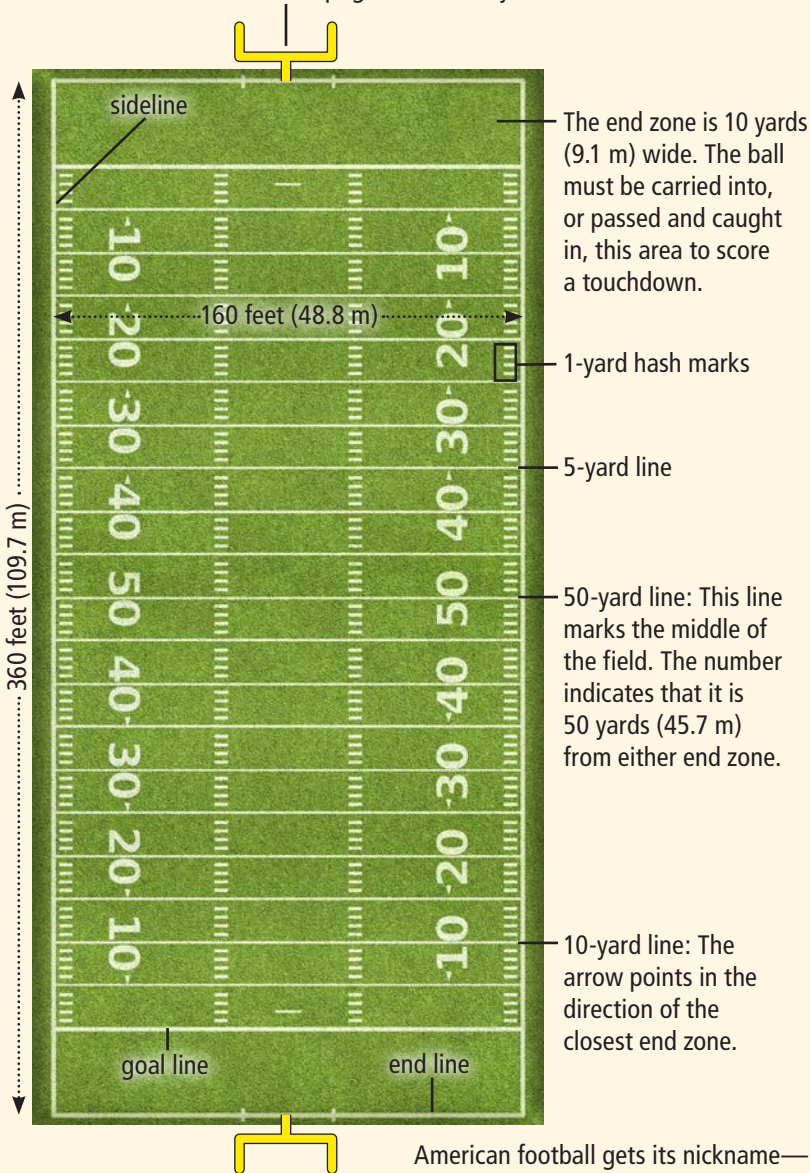 sideline
The end zone is 10 yards
(9.1 m) wide. The ball
must be carried into,
or passed and caught
in, this area to score
a touchdown.
10 10
160 feet (48.8 m)
20 20
1-yard hash marks
30 30
5-yard line
40 40
360 feet (109.7 m)
50 50
50-yard line: This line
marks the middle of
the field. The number
indicates that it is
50 yards (45.7 m)
from either end zone.
40 40
30 30
20 20
10 10
10-yard line: The
arrow points in the
direction of the
closest end zone.
goal line
end line
American football gets its nickname—